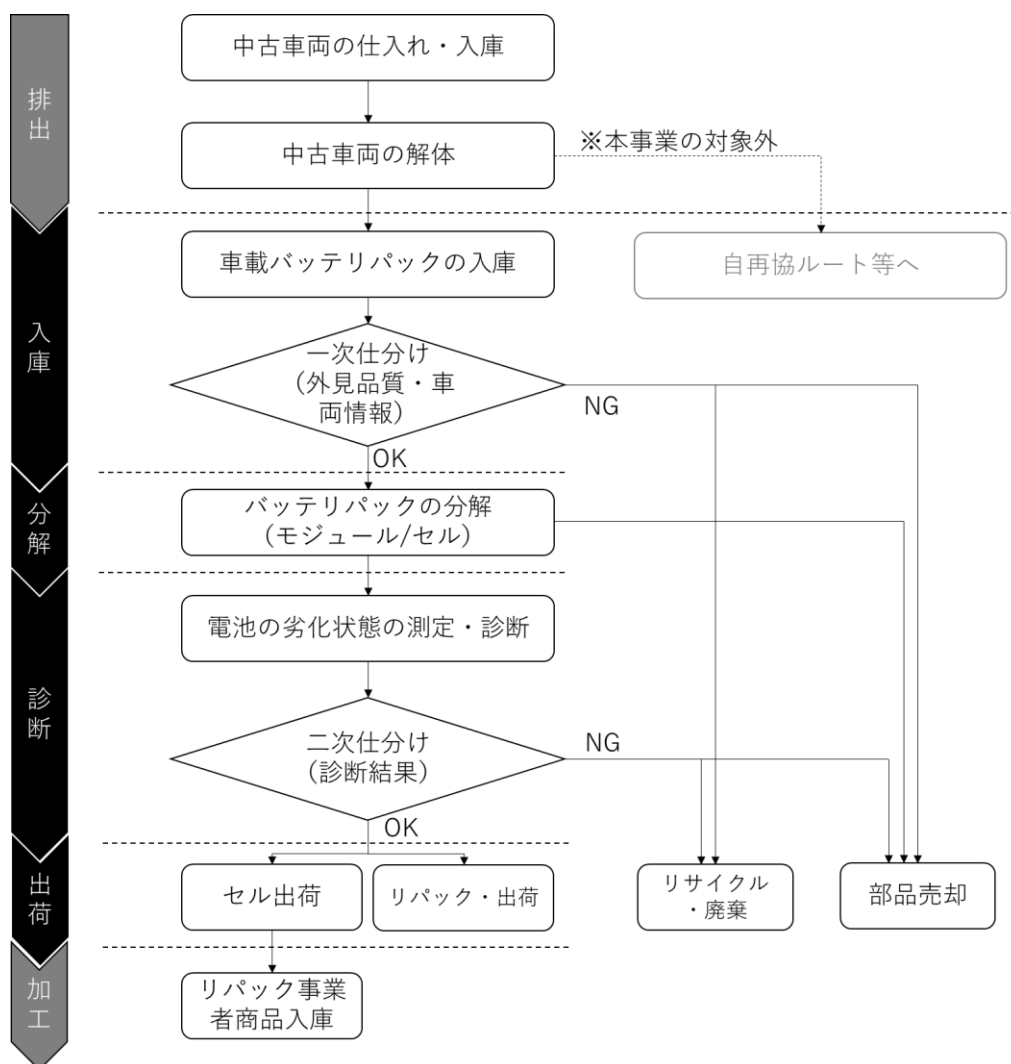 中古車両の仕入れ・入庫
排出
中古車両の解体
※本事業の対象外
車載バッテリパックの入庫
自再協ルート等へ
入庫
一次仕分け
（外見品質・車
両情報）
NG
OK
分解
バッテリパックの分解
（モジュール/セル）
電池の劣化状態の測定・診断
診断
二次仕分け
（診断結果）
NG
OK
出荷
セル出荷
リパック・出荷
リサイクル
・廃棄
部品売却
加工
リパック事業
者商品入庫